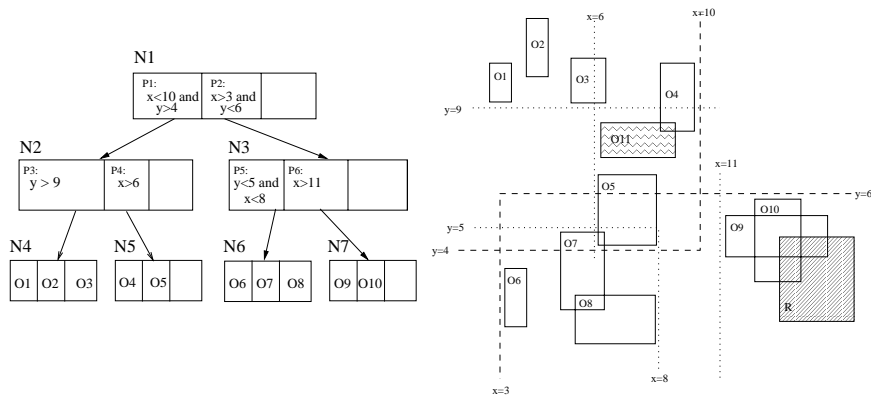 N1
P1:
x<10 and
y>4
P2:
x>3 and
y<6
N2
P3:
y > 9
P4:
x>6
N3
P5:
y<5 and
x<8
P6:
x>11
N4
O1 O2 O3
N5
O4 O5
N6
O6 O7 O8
N7
O9 O10
x=6
x=10
O2
O1
O3
O4
y=9
O11
x=11
O5
y=6
O10
y=5
O7
O9
y=4
O6
O8
R
x=8
x=3